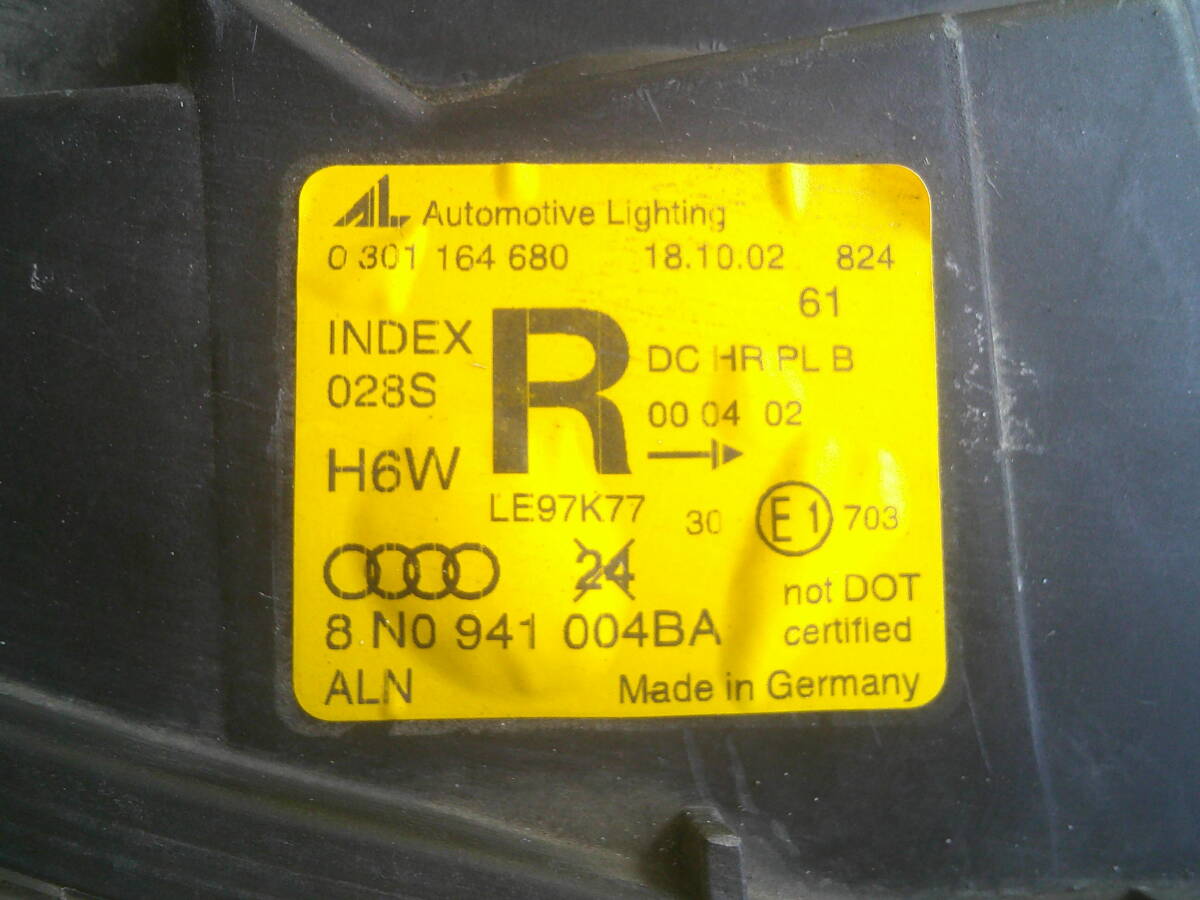 AL Automotive Lighting
0 301 164 680 18.10.02 824
61
INDEX
028S
R
DC HR PL B
00 04 02
H6W
LE97K77 30 E1 703
24
8 N0 941 004BA
not DOT
certified
ALN
Made in Germany